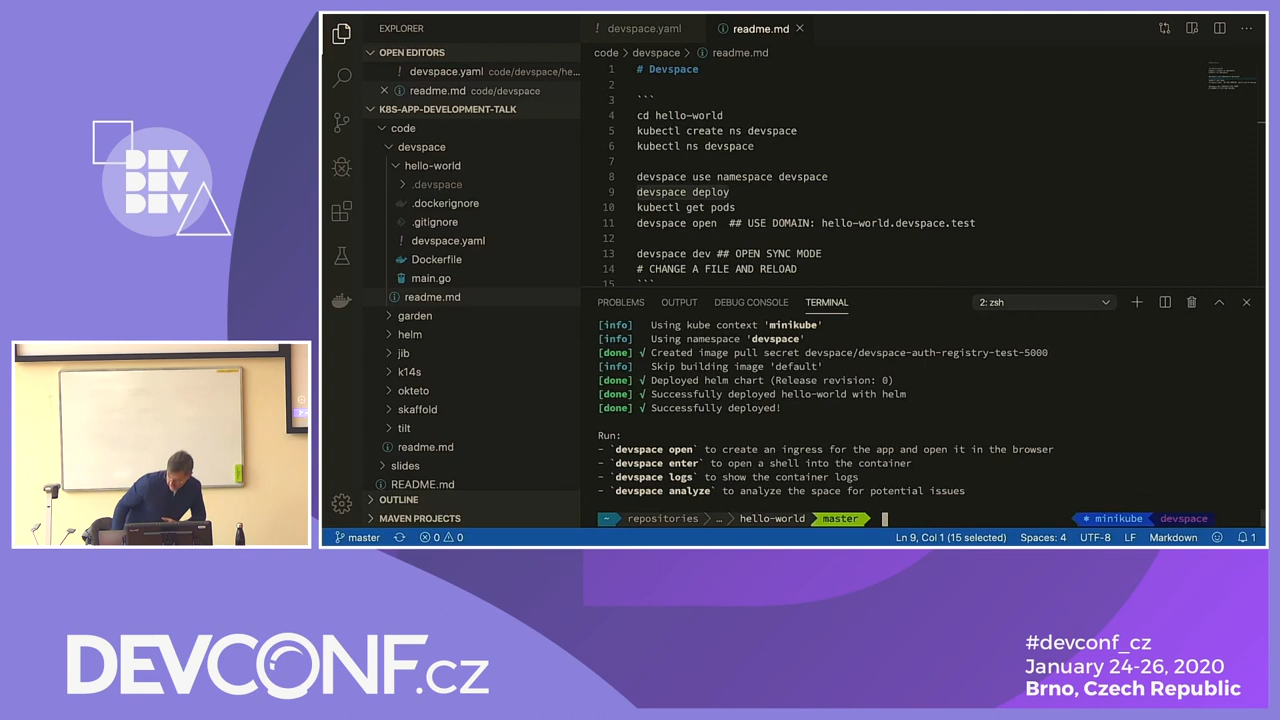 DEV
DEV
DEV
EXPLORER
OPEN EDITORS
! devspace.yaml code/devspace/he...
readme.md code/devspace
K8S-APP-DEVELOPMENT-TALK
code
devspace
hello-world
.devspace
.dockerignore
.gitignore
! devspace.yaml
Dockerfile
main.go
readme.md
garden
helm
jib
k14s
okteto
skaffold
tilt
readme.md
slides
README.md
OUTLINE
MAVEN PROJECTS
! devspace.yaml
readme.md
code > devspace > readme.md
1 # Devspace
2
3 ```
4 cd hello-world
5 kubectl create ns devspace
6 kubectl ns devspace
7
8 devspace use namespace devspace
9 devspace deploy
10 kubectl get pods
11 devspace open ## USE DOMAIN: hello-world.devspace.test
12
13 devspace dev ## OPEN SYNC MODE
14 # CHANGE A FILE AND RELOAD
15 ```
PROBLEMS OUTPUT DEBUG CONSOLE TERMINAL 2: zsh
[info] Using kube context 'minikube'
[info] Using namespace 'devspace'
[done] √ Created image pull secret devspace/devspace-auth-registry-test-5000
[info] Skip building image 'default'
[done] √ Deployed helm chart (Release revision: 0)
[done] √ Successfully deployed hello-world with helm
[done] √ Successfully deployed!
Run:
- `devspace open` to create an ingress for the app and open it in the browser
- `devspace enter` to open a shell into the container
- `devspace logs` to show the container logs
- `devspace analyze` to analyze the space for potential issues
~ repositories … hello-world master minikube devspace
master 0 0 Ln 9, Col 1 (15 selected) Spaces: 4 UTF-8 LF Markdown 1
DEVCONF.cz
#devconf_cz
January 24-26, 2020
Brno, Czech Republic